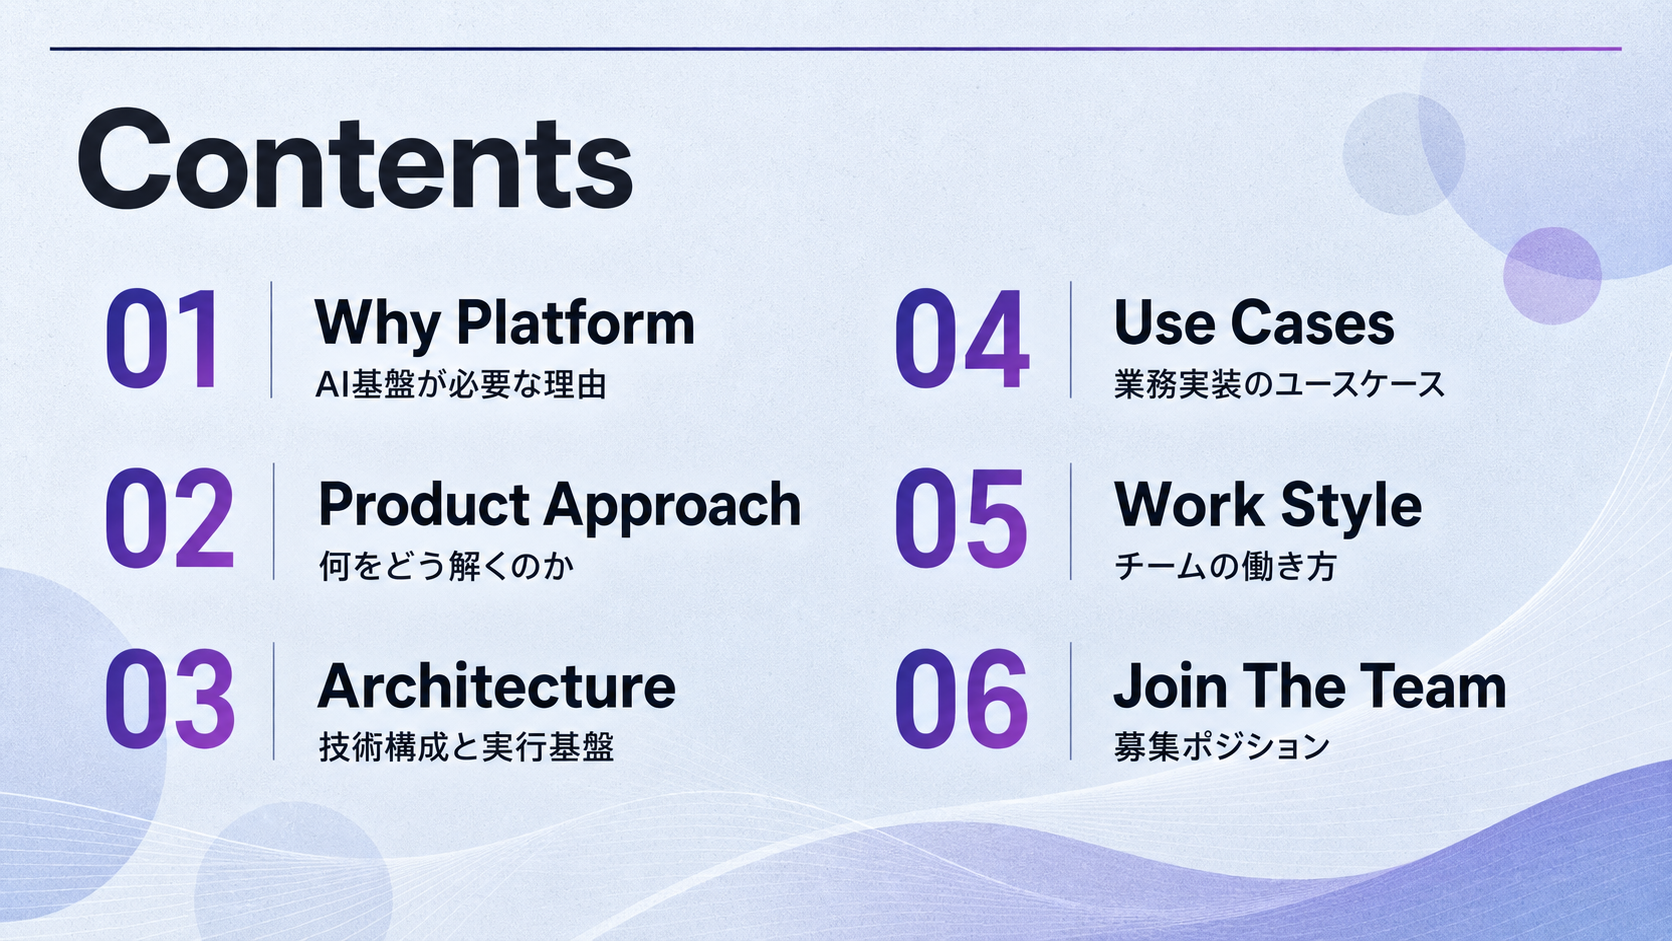 Contents
01
Why Platform
AI基盤が必要な理由
02
Product Approach
何をどう解くのか
03
Architecture
技術構成と実行基盤
04
Use Cases
業務実装のユースケース
05
Work Style
チームの働き方
06
Join The Team
募集ポジション